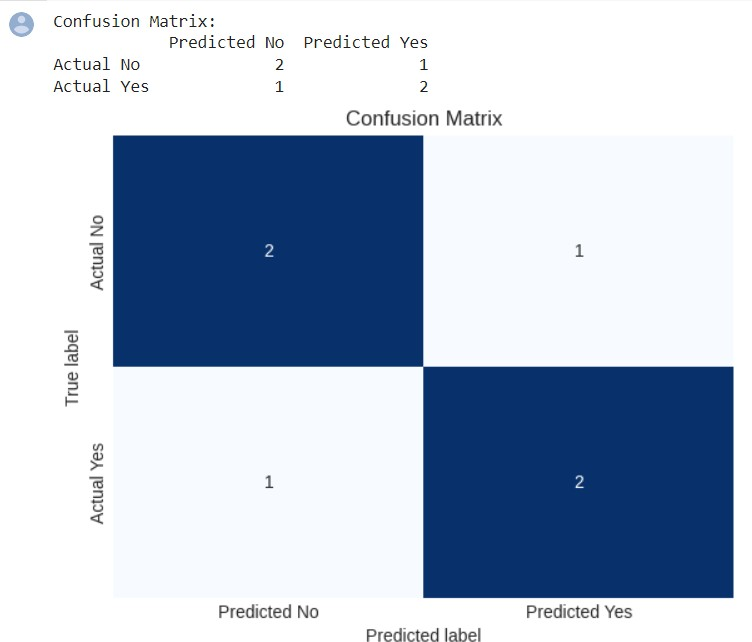 Confusion Matrix:
Predicted No  Predicted Yes
Actual No  2  1
Actual Yes  1  2
Confusion Matrix
Actual No
2  1
True label
Actual Yes
1  2
Predicted No  Predicted Yes
Predicted label